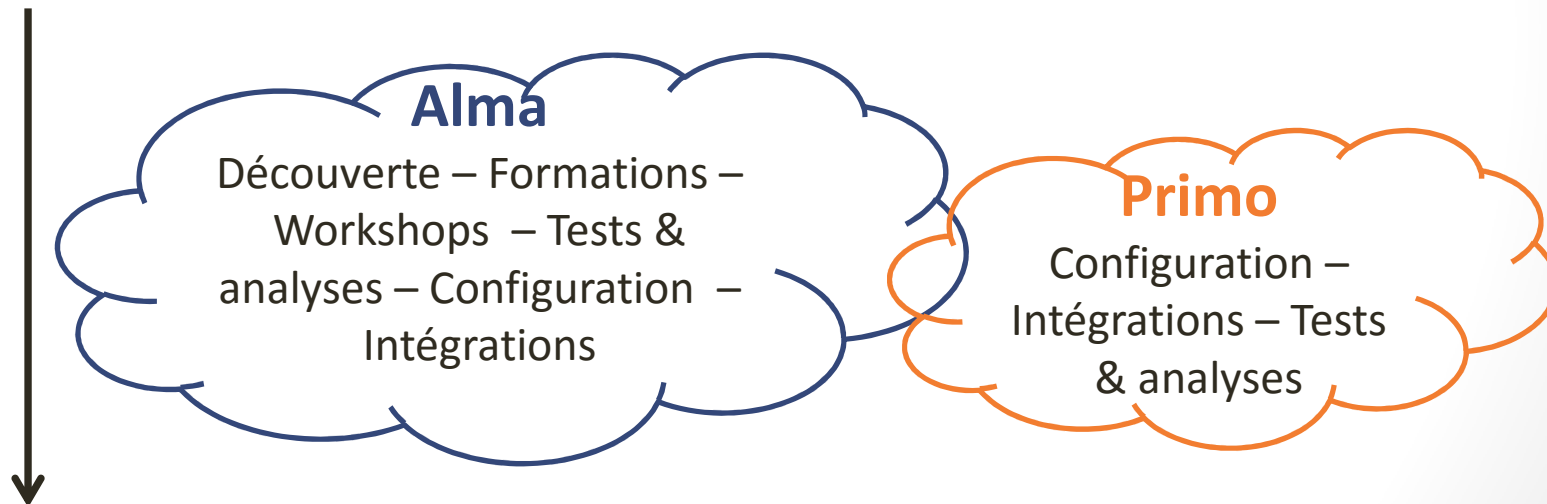 Alma
Découverte – Formations –
Workshops – Tests &
analyses – Configuration –
Intégrations
Primo
Configuration –
Intégrations – Tests
& analyses